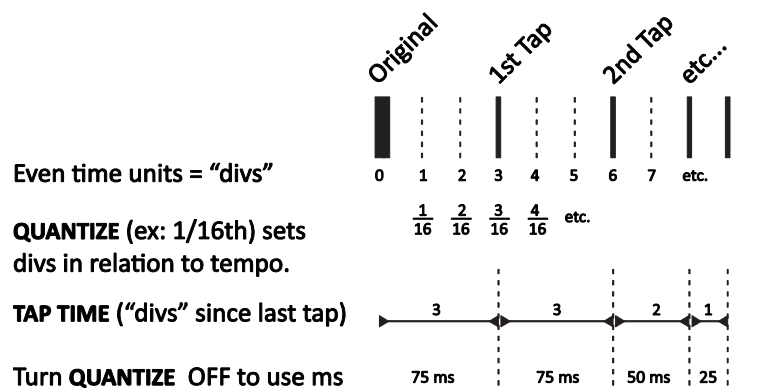 Original 1st Tap 2nd Tap etc...
Even time units = “divs” 0 1 2 3 4 5 6 7 etc.
QUANTIZE (ex: 1/16th) sets 1/16 2/16 3/16 4/16 etc.
divs in relation to tempo.
TAP TIME (“divs” since last tap) 3 3 2 1
Turn QUANTIZE OFF to use ms 75 ms 75 ms 50 ms 25